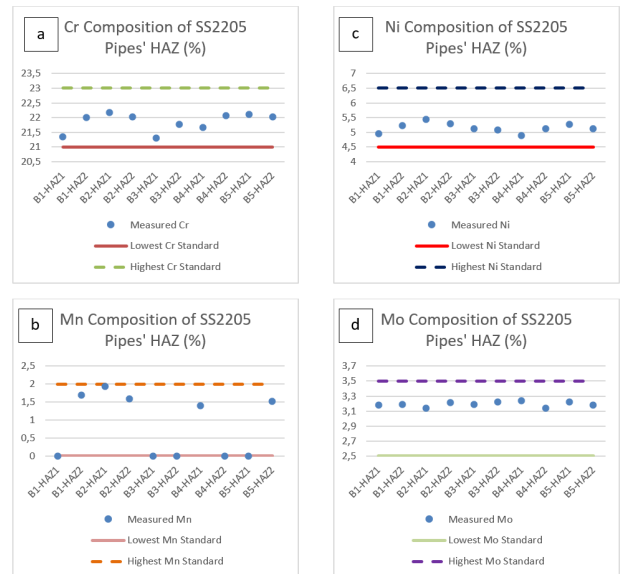 a
Cr Composition of SS2205
Pipes' HAZ (%)
23,5
23
22,5
22
21,5
21
20,5
B1-HAZ1
B1-HAZ2
B2-HAZ1
B2-HAZ2
B3-HAZ1
B3-HAZ2
B4-HAZ1
B4-HAZ2
B5-HAZ1
B5-HAZ2
Measured Cr
Lowest Cr Standard
Highest Cr Standard
c
Ni Composition of SS2205
Pipes' HAZ (%)
7
6,5
6
5,5
5
4,5
4
B1-HAZ1
B1-HAZ2
B2-HAZ1
B2-HAZ2
B3-HAZ1
B3-HAZ2
B4-HAZ1
B4-HAZ2
B5-HAZ1
B5-HAZ2
Measured Ni
Lowest Ni Standard
Highest Ni Standard
b
Mn Composition of SS2205
Pipes' HAZ (%)
2,5
2
1,5
1
0,5
0
B1-HAZ1
B1-HAZ2
B2-HAZ1
B2-HAZ2
B3-HAZ1
B3-HAZ2
B4-HAZ1
B4-HAZ2
B5-HAZ1
B5-HAZ2
Measured Mn
Lowest Mn Standard
Highest Mn Standard
d
Mo Composition of SS2205
Pipes' HAZ (%)
3,7
3,5
3,3
3,1
2,9
2,7
2,5
B1-HAZ1
B1-HAZ2
B2-HAZ1
B2-HAZ2
B3-HAZ1
B3-HAZ2
B4-HAZ1
B4-HAZ2
B5-HAZ1
B5-HAZ2
Measured Mo
Lowest Mo Standard
Highest Mo Standard